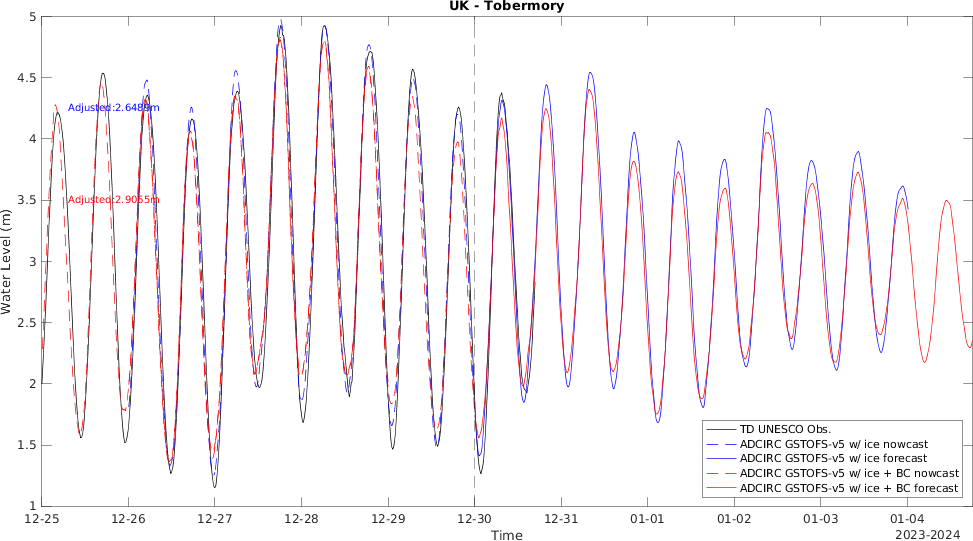 UK - Tobermory
5
4.5
4
3.5
3
2.5
2
1.5
1
Water Level (m)
Adjusted:2.6489m
Adjusted:2.9065m
TD UNESCO Obs.
ADCIRC GSTOFS-v5 w/ ice nowcast
ADCIRC GSTOFS-v5 w/ ice forecast
ADCIRC GSTOFS-v5 w/ ice + BC nowcast
ADCIRC GSTOFS-v5 w/ ice + BC forecast
12-25 12-26 12-27 12-28 12-29 12-30 12-31 01-01 01-02 01-03 01-04
Time
2023-2024